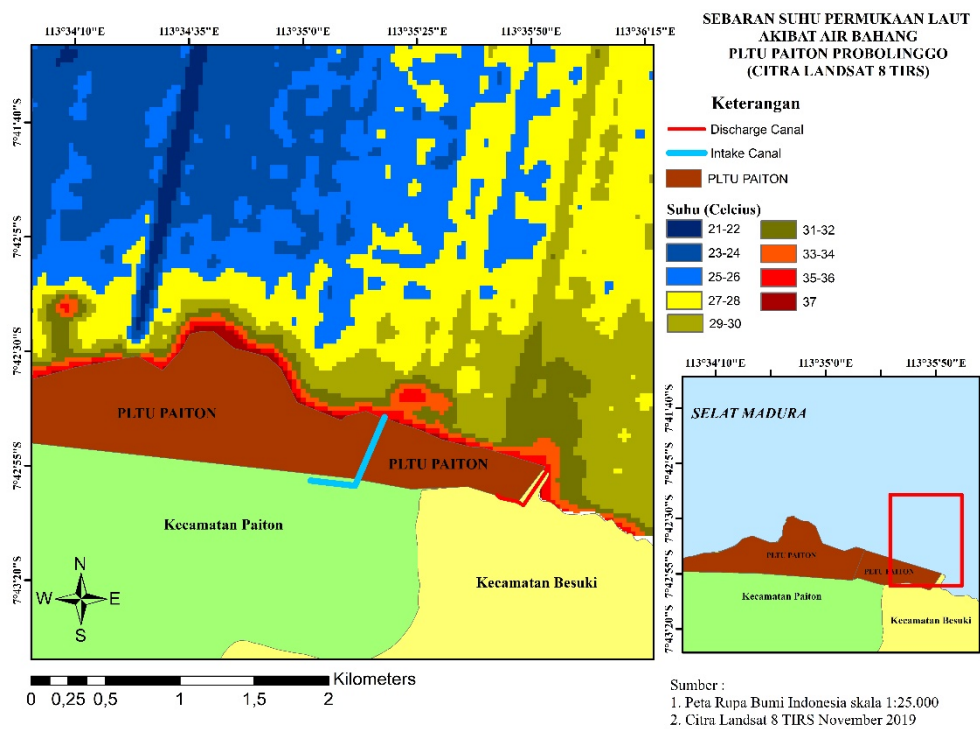 SEBARAN SUHU PERMUKAAN LAUT
AKIBAT AIR BAHANG
PLTU PAITON PROBOLINGGO
(CITRA LANDSAT 8 TIRS)
113°34'10"E 113°34'35"E 113°35'0"E 113°35'25"E 113°35'50"E 113°36'15"E
7°41'40"S
7°42'5"S
7°42'30"S
7°42'55"S
7°43'20"S
PLTU PAITON
PLTU PAITON
Kecamatan Paiton
Kecamatan Besuki
N
W E
S
0 0,25 0,5 1 1,5 2
Kilometers
Keterangan
Discharge Canal
Intake Canal
PLTU PAITON
Suhu (Celcius)
21-22
23-24
25-26
27-28
29-30
31-32
33-34
35-36
37
113°34'10"E 113°35'0"E 113°35'50"E
7°41'40"S
7°42'5"S
7°42'30"S
7°42'55"S
7°43'20"S
SELAT MADURA
PLTU PAITON
PLTU PAITON
Kecamatan Paiton
Kecamatan Besuki
Sumber :
1. Peta Rupa Bumi Indonesia skala 1:25.000
2. Citra Landsat 8 TIRS November 2019